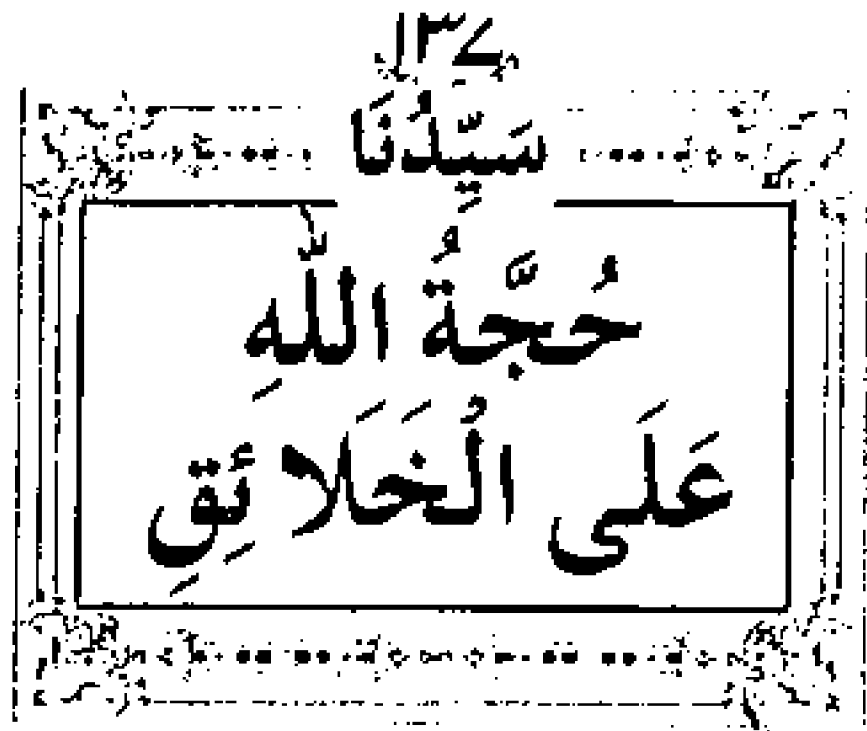 ۱۳۷
سَيِّدُنَا
حُجَّةُ اللّٰهِ
عَلَى الْخَلَائِقِ